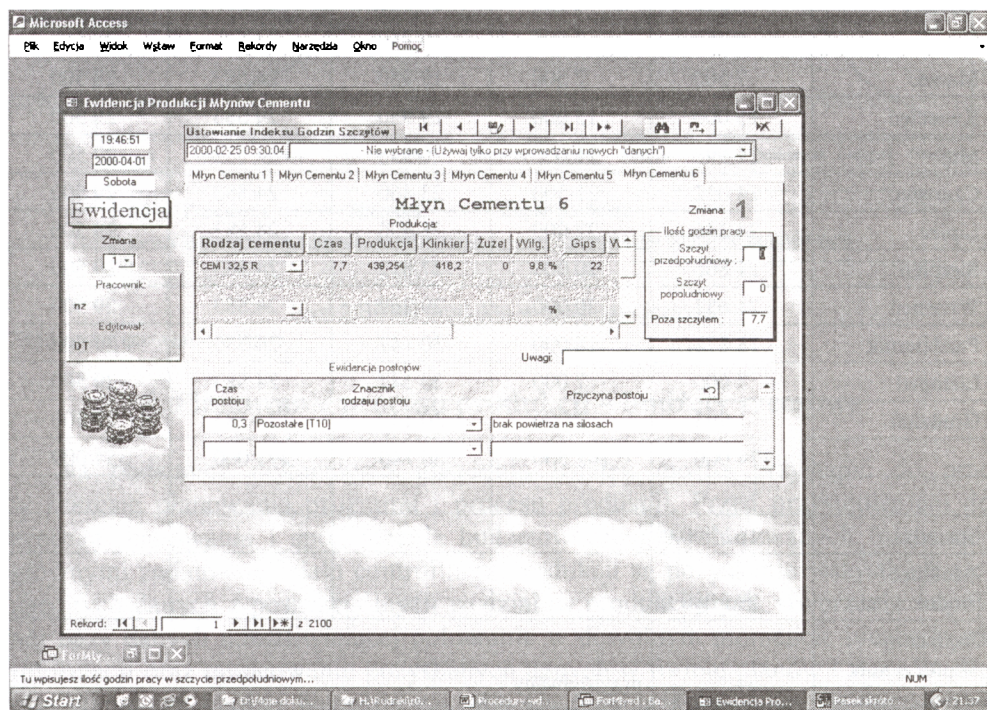 Microsoft Access
Plik Edycja Widok Wstaw Format Rekordy Narzędzia Okno Pomoc
Ewidencja Produkcji Młynów Cementu
19:46:51
2000-04-01
Sobota
Ewidencja
Zmiana
1
Pracownik:
nz
Edytował:
DT
Ustawianie Indeksu Godzin Szczytów
2000-02-25 09:30:04 - Nie wybrane - (Używaj tylko przy wprowadzaniu nowych "danych")
Młyn Cementu 1 Młyn Cementu 2 Młyn Cementu 3 Młyn Cementu 4 Młyn Cementu 5 Młyn Cementu 6
Młyn Cementu 6
Zmiana: 1
Produkcja:
Rodzaj cementu Czas Produkcja Klinkier Żużel Wilg. Gips W
CEM I 32,5 R 7,7 439,254 418,2 0 9,8 % 22
%
Ilość godzin pracy
Szczyt przedpołudniowy :
Szczyt popołudniowy 0
Poza szczytem : 7,7
Uwagi:
Ewidencja postojów:
Czas postoju: Znacznik rodzaju postoju Przyczyna postoju
0,3 Pozostałe [T10] brak powietrza na silosach
Rekord: 1 z 2100
Tu wpisujesz ilość godzin pracy w szczycie przedpołudniowym... NUM
Start Ewidencja Pro... Pasek skróto... 21:37